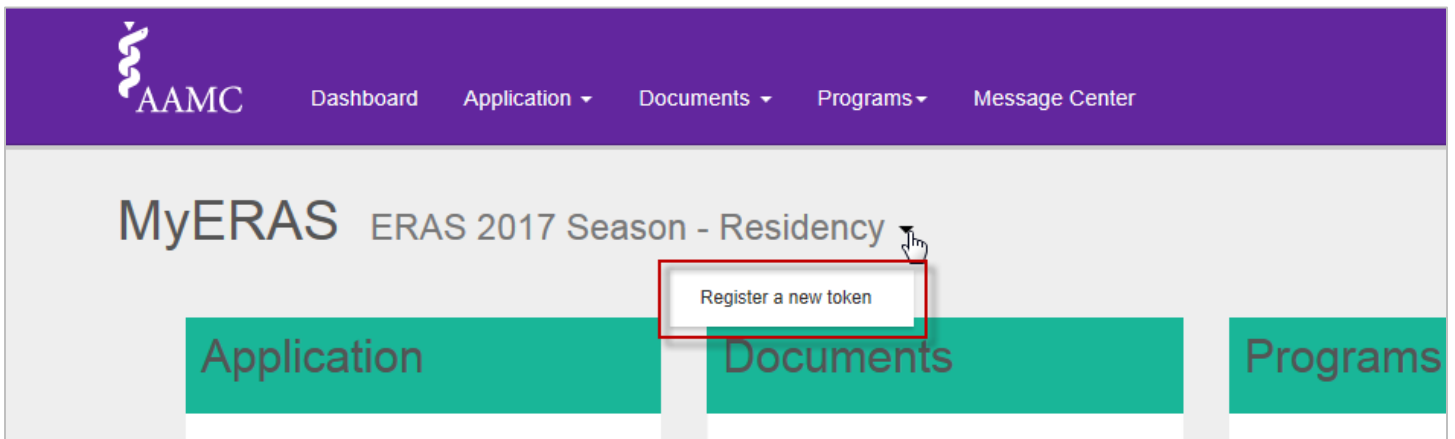 AAMC Dashboard Application Documents Programs Message Center
MyERAS ERAS 2017 Season - Residency
Register a new token
Application Documents Programs